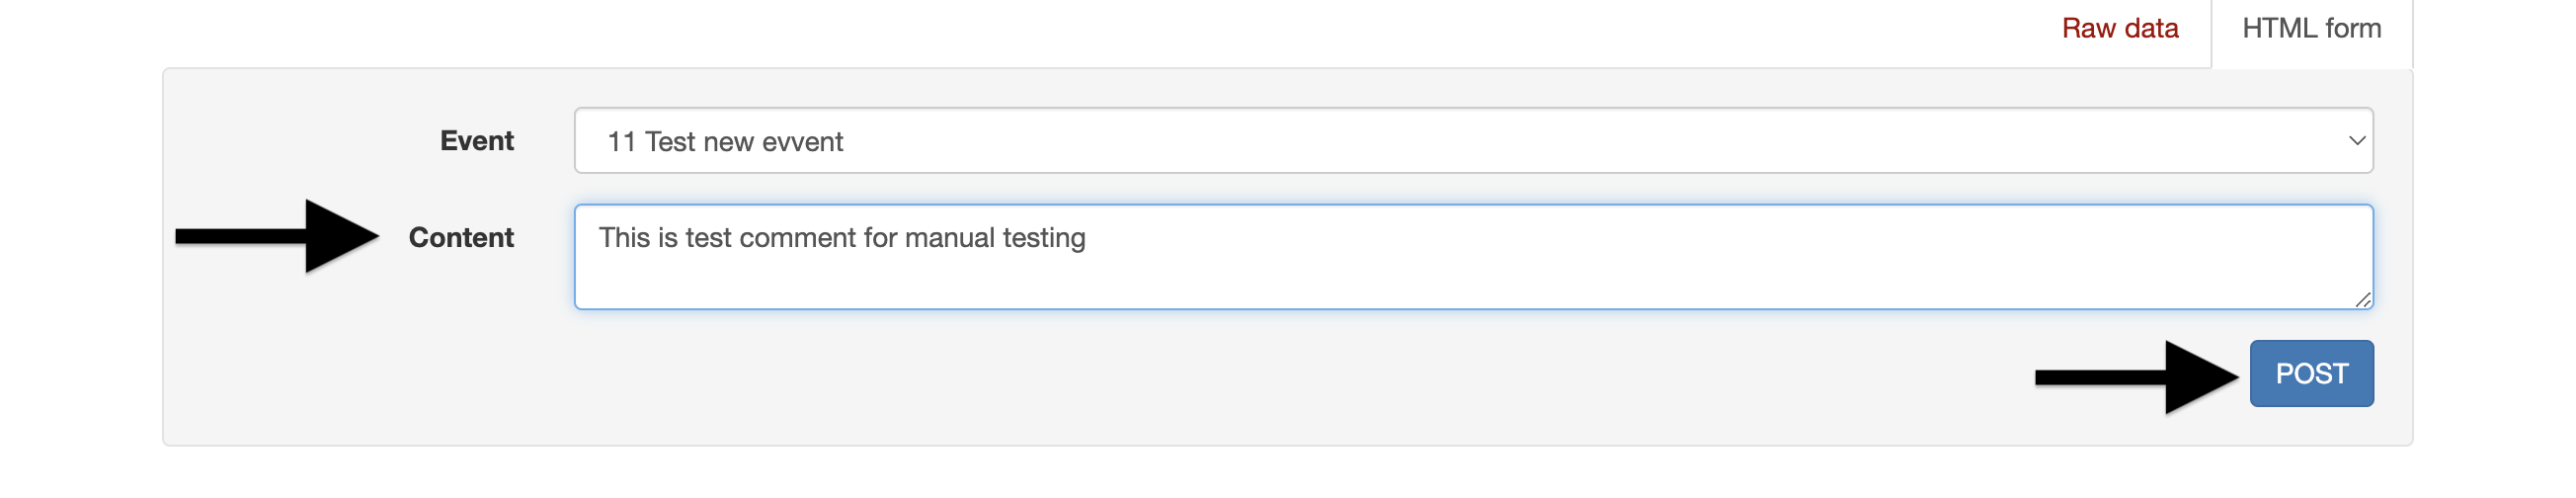 Raw data
HTML form
Event
11 Test new evvent
Content
This is test comment for manual testing
POST